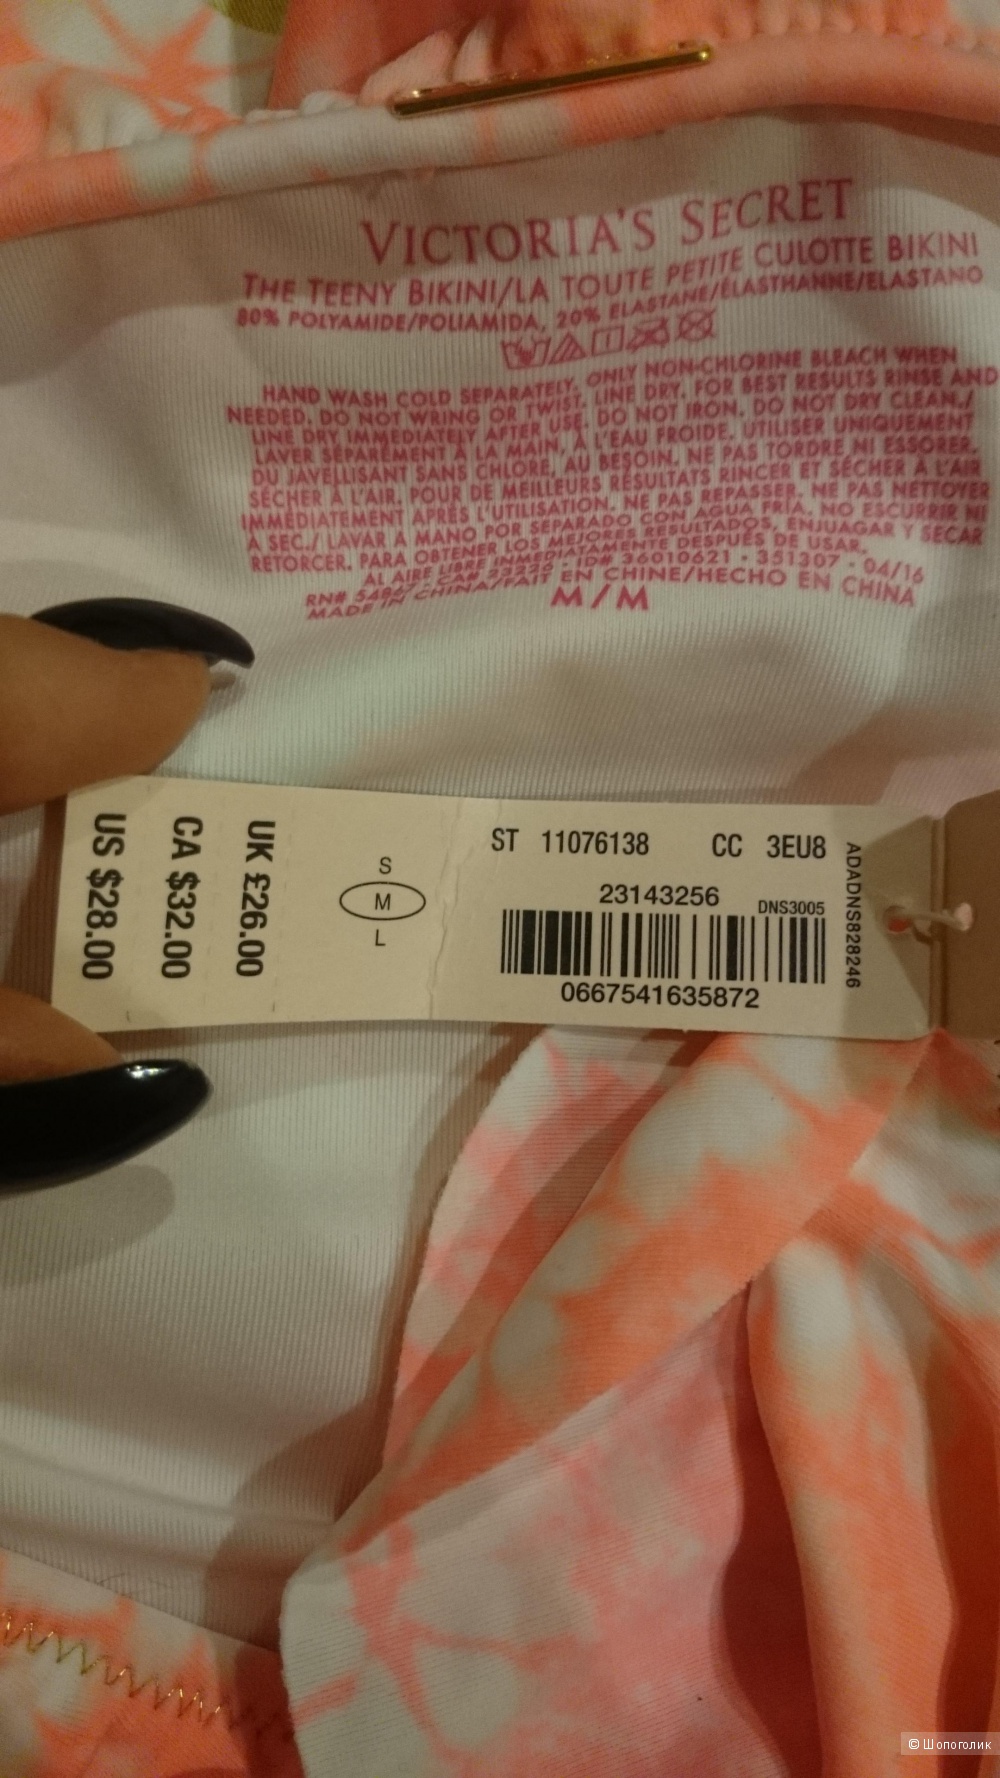 VICTORIA'S SECRET
THE TEENY BIKINI/LA TOUTE PETITE CULOTTE BIKINI
80% POLYAMIDE/POLIAMIDA, 20% ELASTANE/ÉLASTHANNE/ELASTANO
HAND WASH COLD SEPARATELY. ONLY NON-CHLORINE BLEACH WHEN
NEEDED. DO NOT WRING OR TWIST. LINE DRY. FOR BEST RESULTS RINSE AND
LINE DRY IMMEDIATELY AFTER USE. DO NOT IRON. DO NOT DRY CLEAN./
LAVER SÉPARÉMENT À LA MAIN, À L'EAU FROIDE. UTILISER UNIQUEMENT
DU JAVELLISANT SANS CHLORE, AU BESOIN. NE PAS TORDRE NI ESSORER.
SÉCHER À L'AIR. POUR DE MEILLEURS RÉSULTATS RINCER ET SÉCHER À L'AIR
IMMÉDIATEMENT APRÈS L'UTILISATION. NE PAS REPASSER. NE PAS NETTOYER
À SEC./ LAVAR A MANO POR SEPARADO CON AGUA FRÍA. NO ESCURRIR NI
RETORCER. PARA OBTENER LOS MEJORES RESULTADOS, ENJUAGAR Y SECAR
AL AIRE LIBRE INMEDIATAMENTE DESPUÉS DE USAR.
RN# CA# ID# 36010621 - 351307 - 04/16
MADE IN CHINA/FAIT EN CHINE/HECHO EN CHINA
M/M
ST 11076138 CC 3EU8
23143256
DNS3005
0667541635872
ADADNS828246
S
M
L
UK £26.00
CA $32.00
US $28.00
© Шопоголик